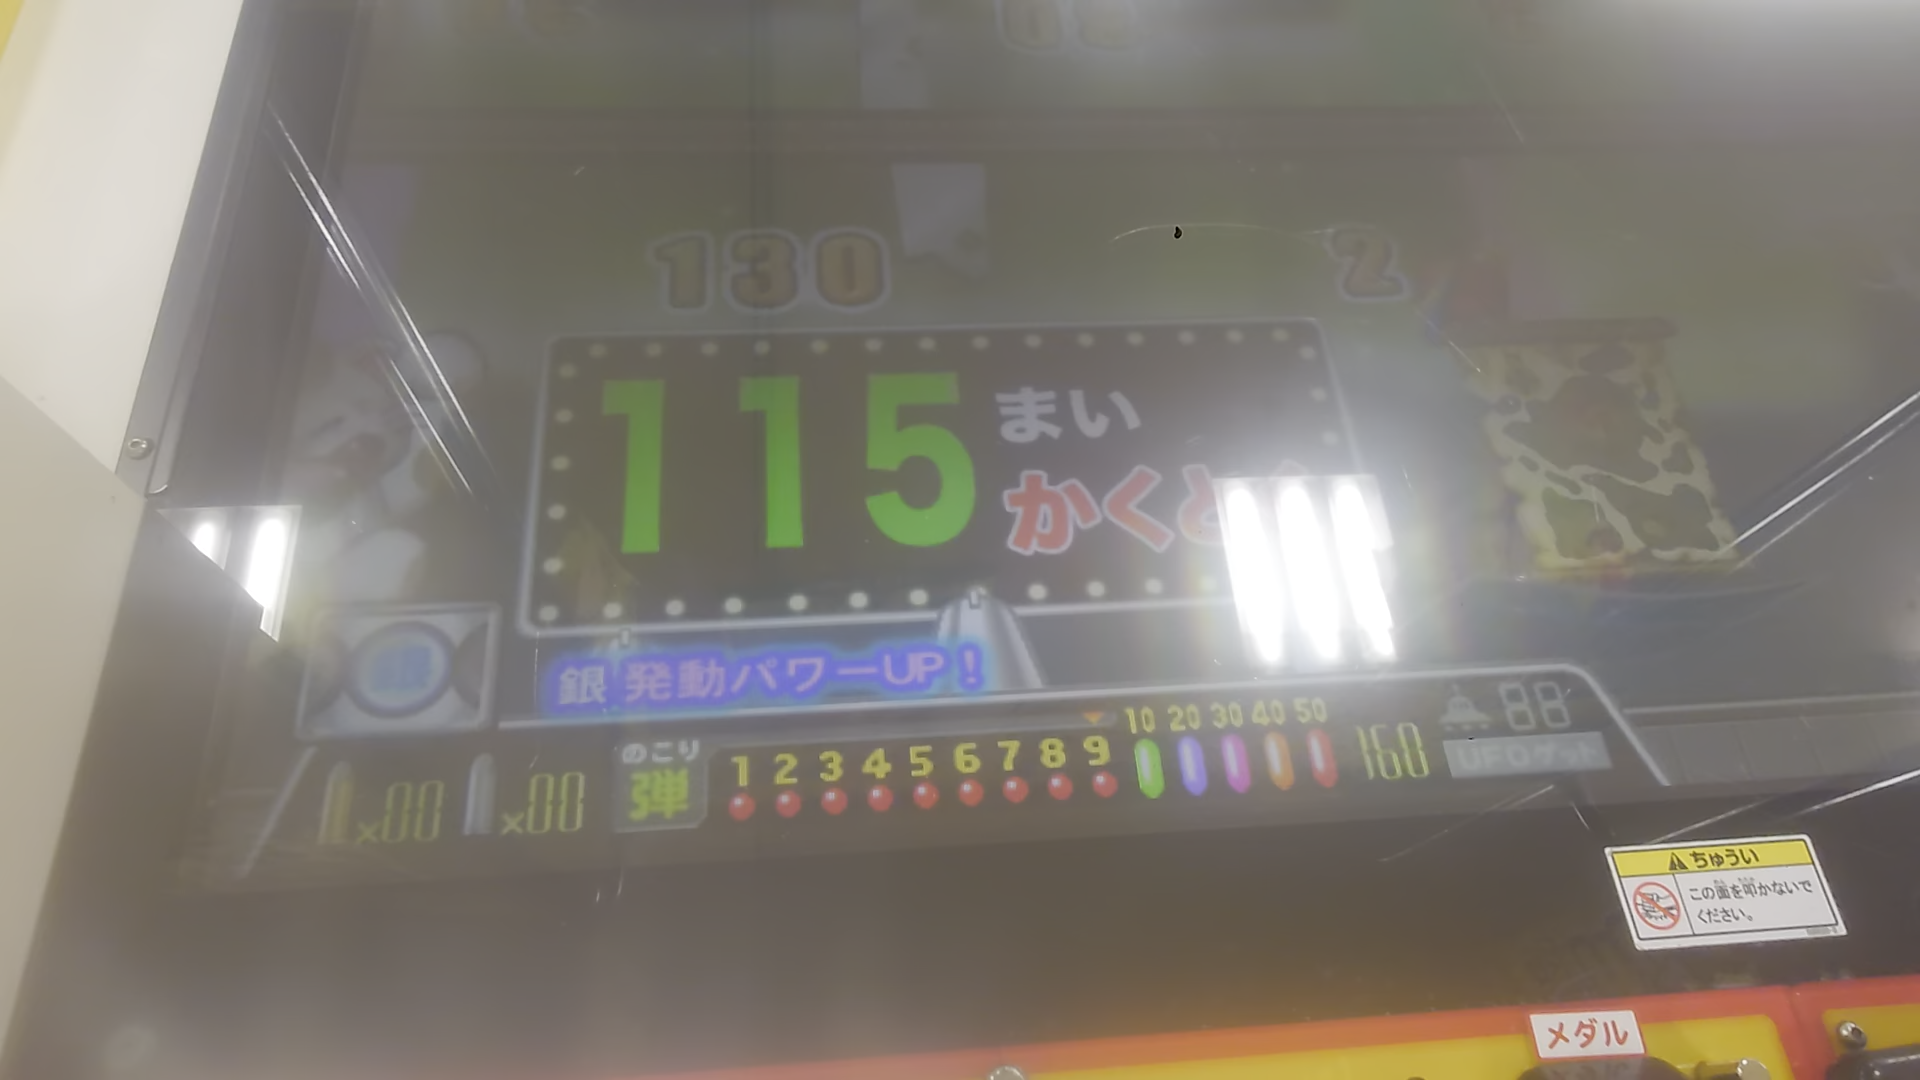 130
2
115 まい
かくと
銀 発動パワーUP!
10 20 30 40 50
のこり
弾
1 2 3 4 5 6 7 8 9
160
88
UFOゲット
×00
×00
ちゅうい
この面を叩かないで
ください。
メダル